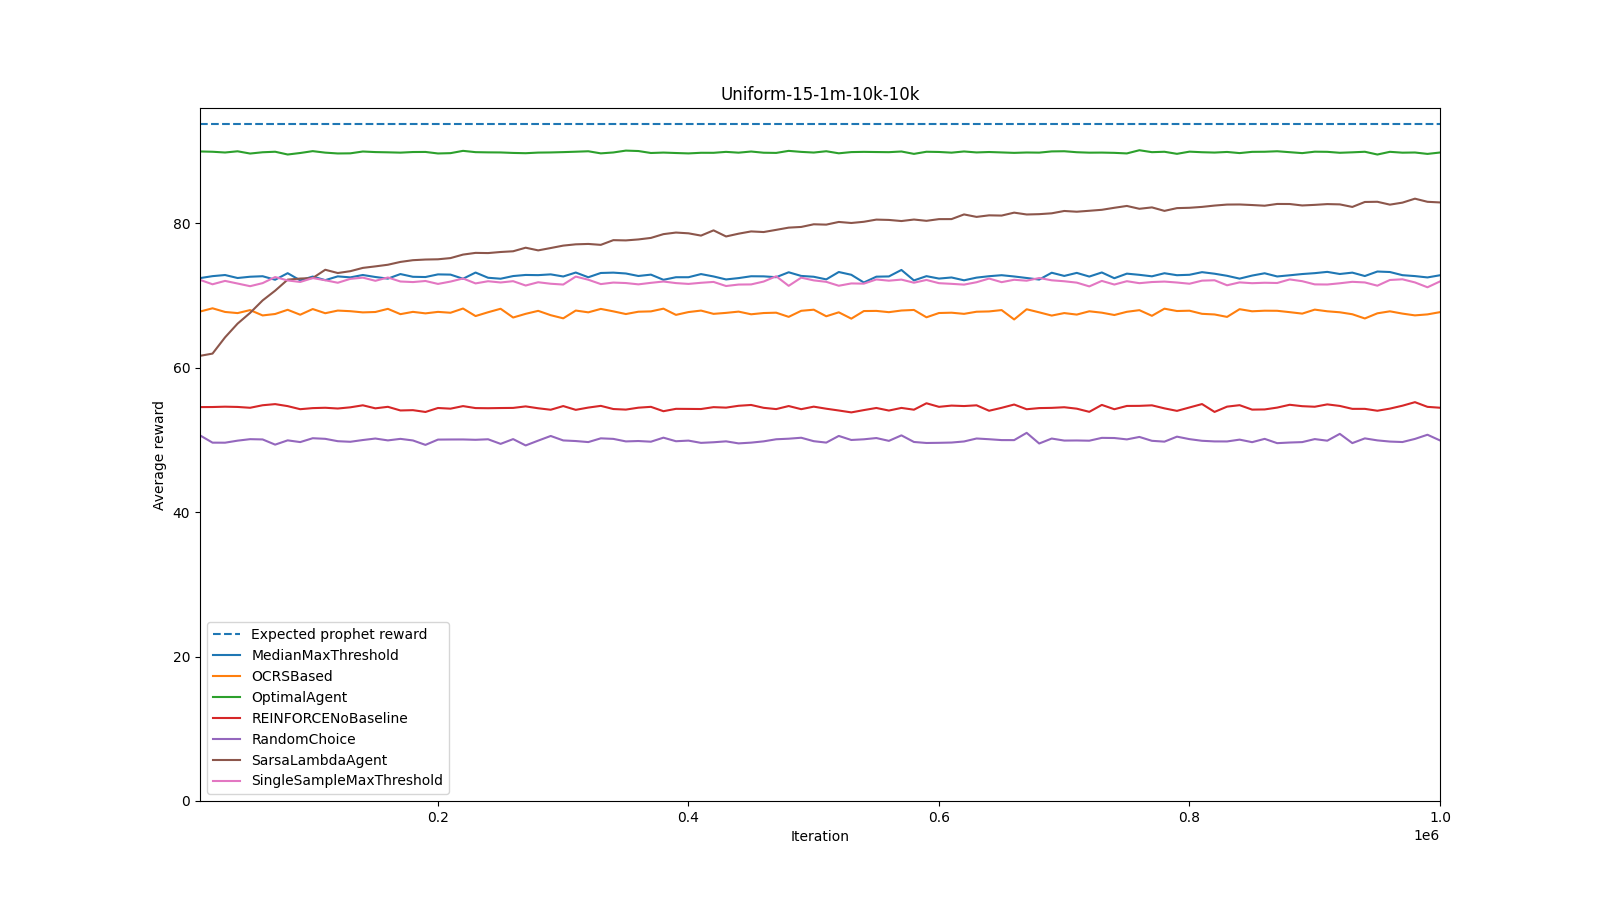 Uniform-15-1m-10k-10k
Average reward
80
60
40
20
0
Expected prophet reward
MedianMaxThreshold
OCRSBased
OptimalAgent
REINFORCENoBaseline
RandomChoice
SarsaLambdaAgent
SingleSampleMaxThreshold
0.2 0.4 0.6 0.8 1.0
1e6
Iteration